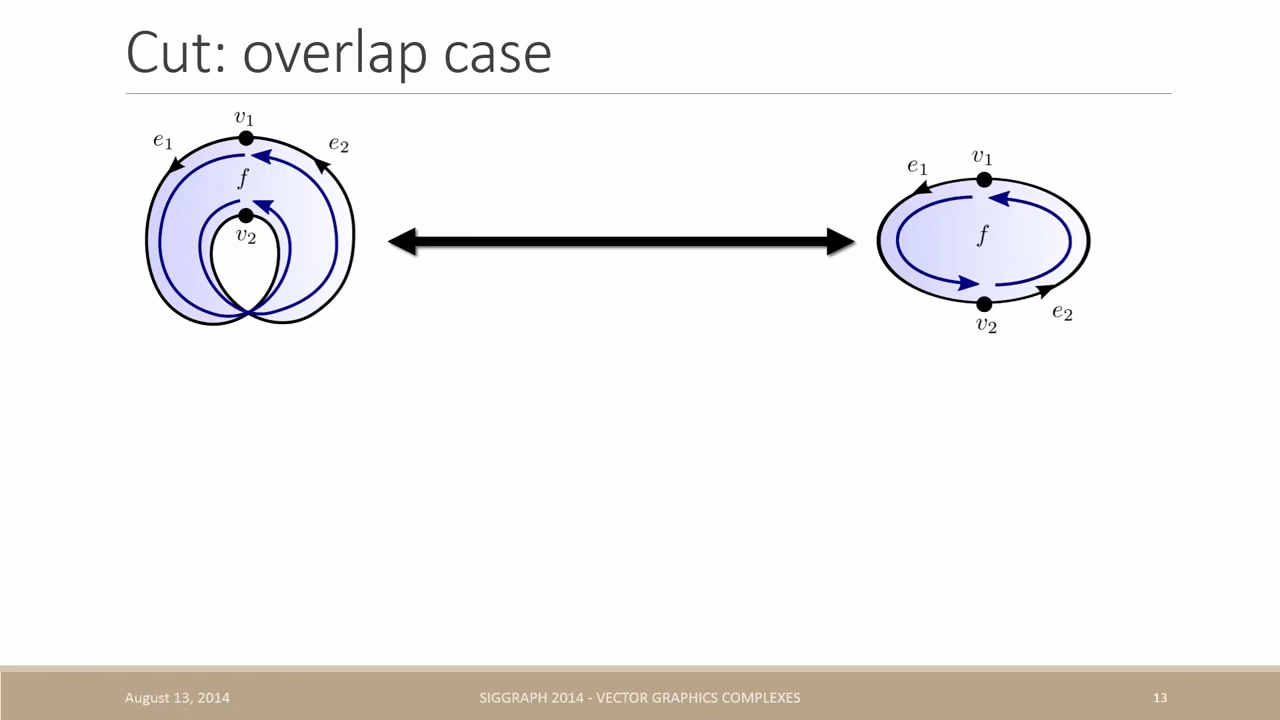 Cut: overlap case
v1
e1
e2
f
v2
v1
e1
f
v2
e2
August 13, 2014
SIGGRAPH 2014 - VECTOR GRAPHICS COMPLEXES
13